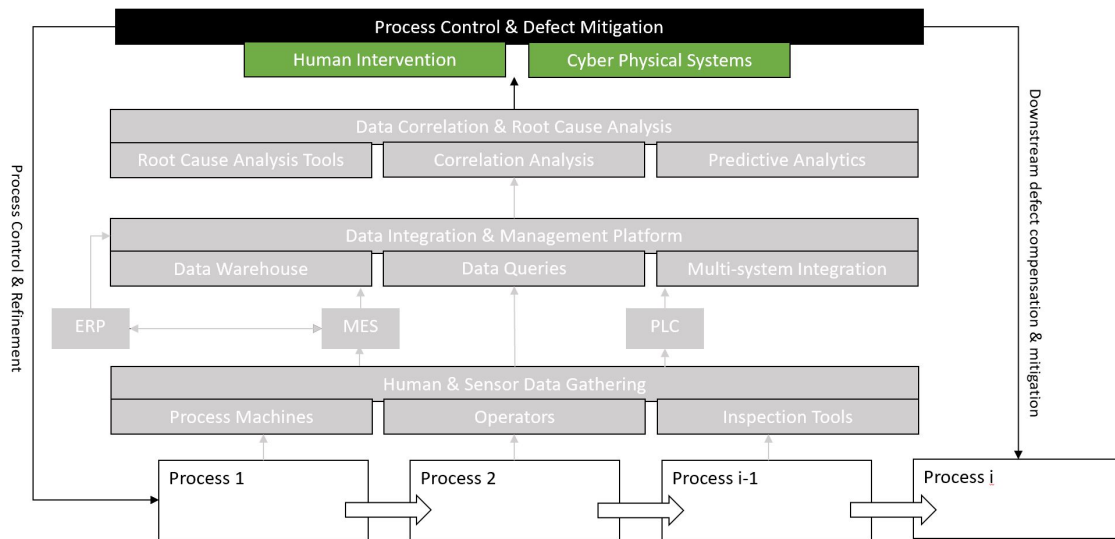 Process Control & Defect Mitigation
Human Intervention
Cyber Physical Systems
Data Correlation & Root Cause Analysis
Root Cause Analysis Tools
Correlation Analysis
Predictive Analytics
Data Integration & Management Platform
Data Warehouse
Data Queries
Multi-system Integration
ERP
MES
PLC
Human & Sensor Data Gathering
Process Machines
Operators
Inspection Tools
Process 1
Process 2
Process i-1
Process i
Process Control & Refinement
Downstream defect compensation & mitigation